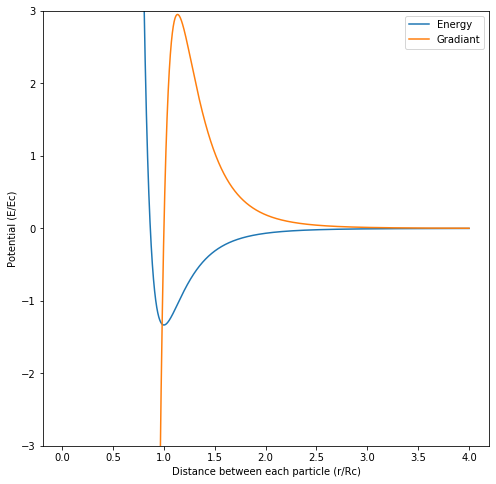 Energy
Gradiant
Potential (E/Ec)
3
2
1
0
−1
−2
−3
0.0 0.5 1.0 1.5 2.0 2.5 3.0 3.5 4.0
Distance between each particle (r/Rc)